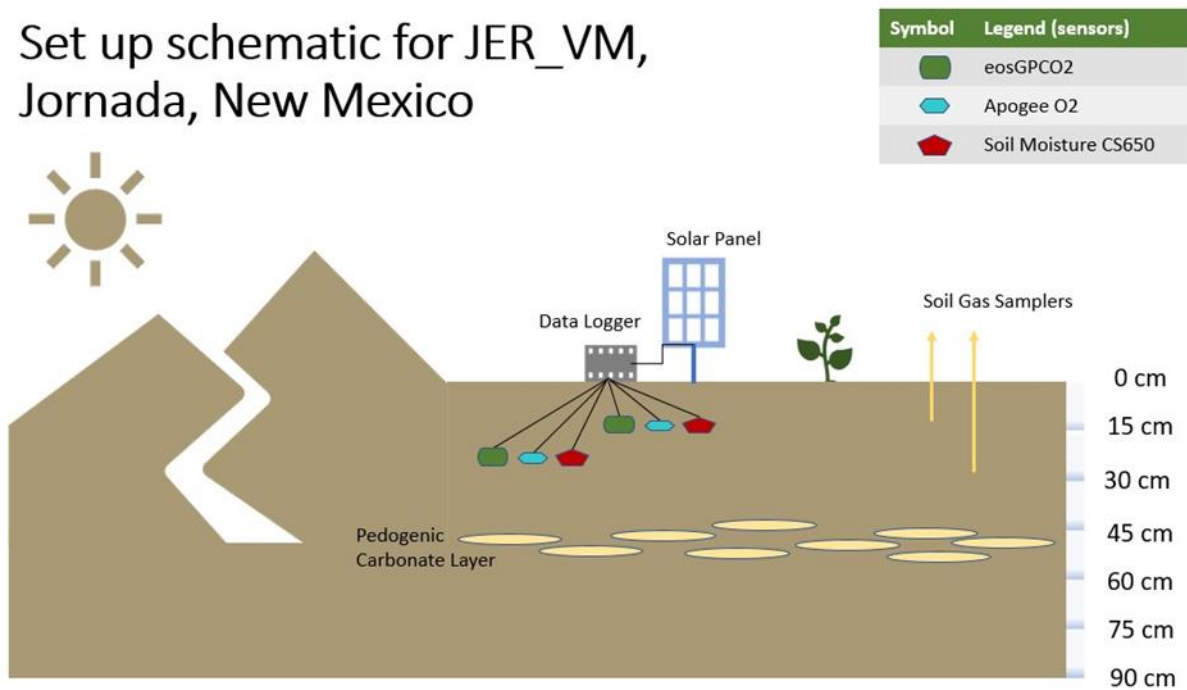 Set up schematic for JER_VM,
Jornada, New Mexico
Symbol Legend (sensors)
eosGPCO2
Apogee O2
Soil Moisture CS650
Solar Panel
Data Logger
Soil Gas Samplers
0 cm
15 cm
30 cm
Pedogenic
Carbonate Layer
45 cm
60 cm
75 cm
90 cm